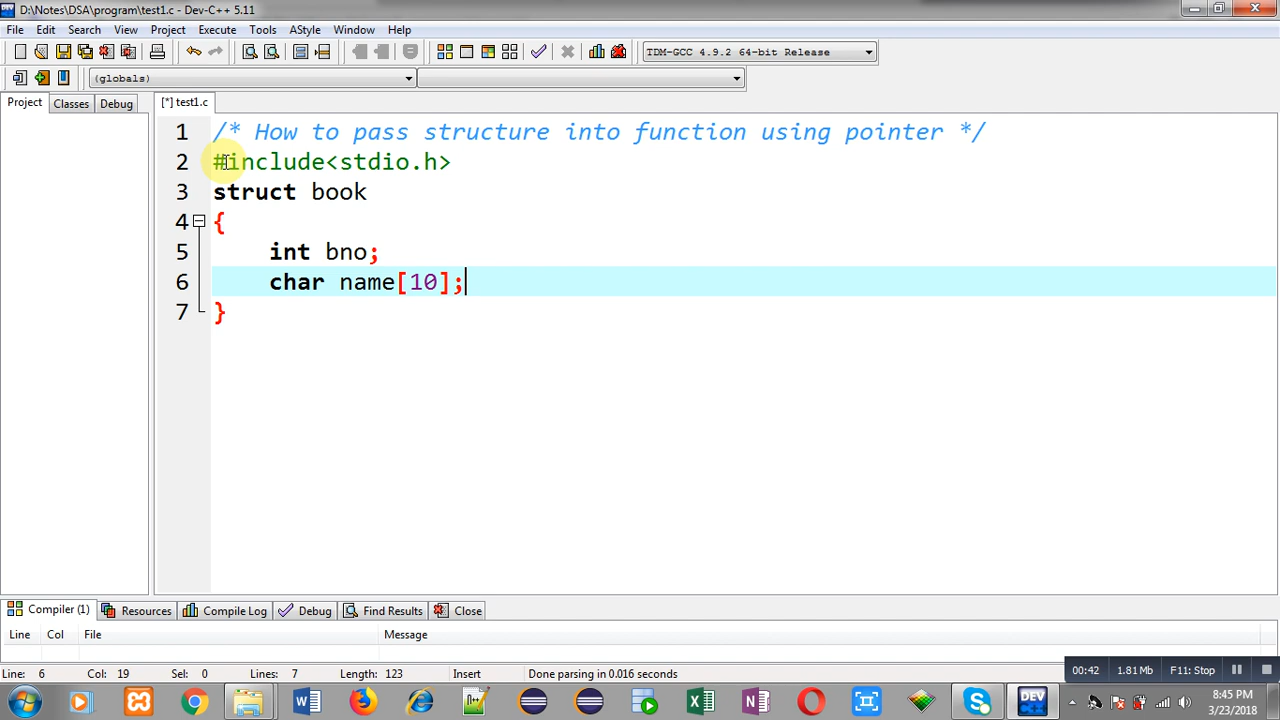 D:\Notes\DSA\program\test1.c - Dev-C++ 5.11
File Edit Search View Project Execute Tools AStyle Window Help
TDM-GCC 4.9.2 64-bit Release
(globals)
Project Classes Debug [*] test1.c
1 /* How to pass structure into function using pointer */
2 #include<stdio.h>
3 struct book
4 {
5 int bno;
6 char name[10];
7 }
Compiler (1) Resources Compile Log Debug Find Results Close
Line Col File Message
Line: 6 Col: 19 Sel: 0 Lines: 7 Length: 123 Insert Done parsing in 0.016 seconds
00:42 1.81 Mb F11: Stop
DEV
8:45 PM
3/23/2018